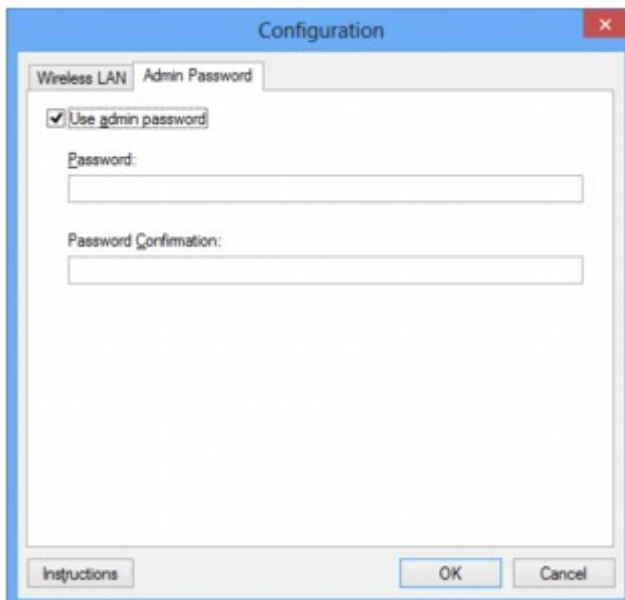 Configuration
Wireless LAN Admin Password
Use admin password
Password:
Password Confirmation:
Instructions OK Cancel